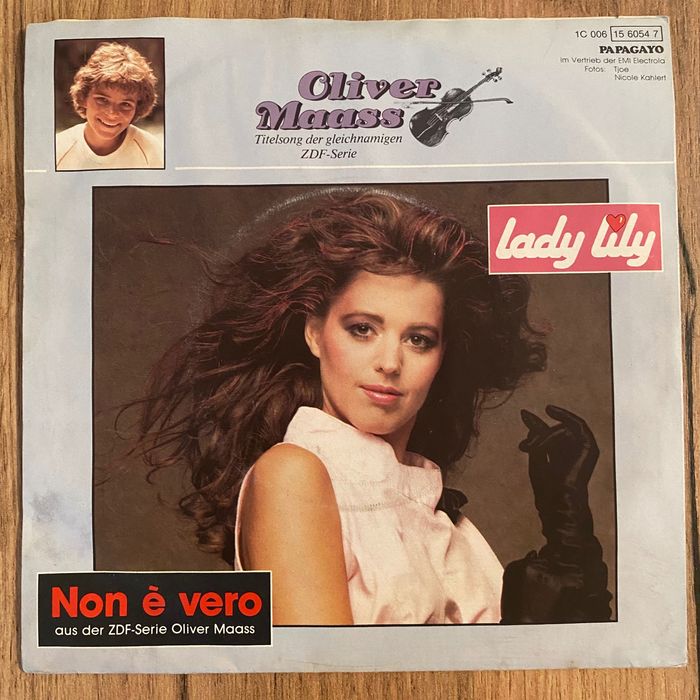 1C 006 15 6054 7
PAPAGAYO
Im Vertrieb der EMI Electrola
Fotos: Tjoe
Nicole Kahlert
Oliver
Maass
Titelsong der gleichnamigen
ZDF-Serie
lady lily
Non è vero
aus der ZDF-Serie Oliver Maass